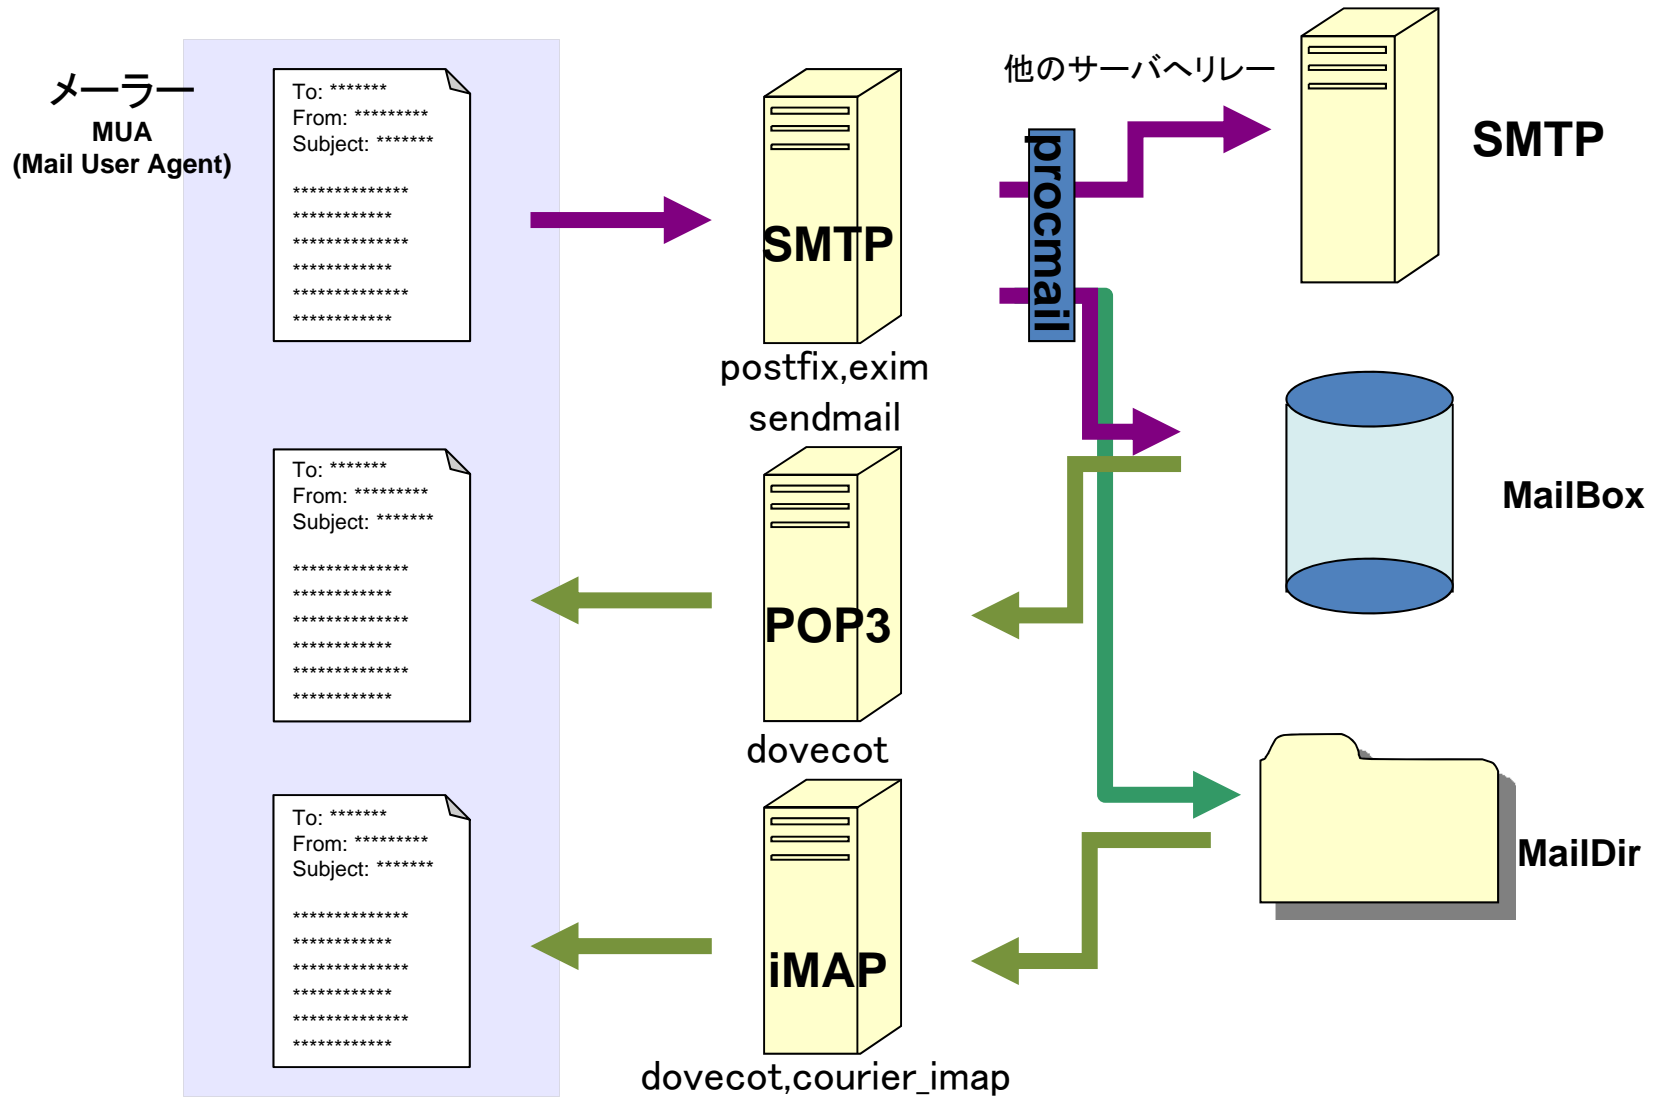 メーラー
MUA
(Mail User Agent)
To: *******
From: *********
Subject: *******
**************
************
**************
************
**************
************
SMTP
postfix,exim
sendmail
procmail
他のサーバへリレー
SMTP
To: *******
From: *********
Subject: *******
**************
************
**************
************
**************
************
POP3
dovecot
MailBox
To: *******
From: *********
Subject: *******
**************
************
**************
************
**************
************
iMAP
dovecot,courier_imap
MailDir